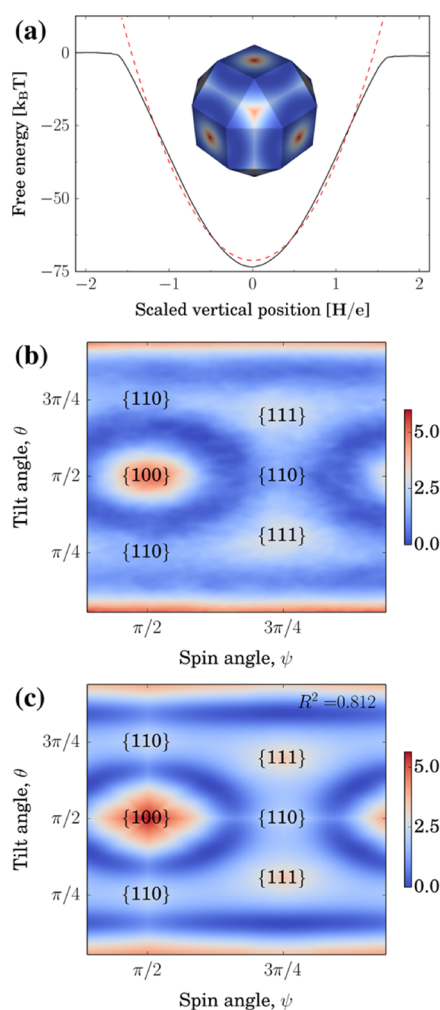 (a)
Free energy [kBT]
0
−25
−50
−75
−2 −1 0 1 2
Scaled vertical position [H/e]
(b)
Tilt angle, θ
3π/4
π/2
π/4
{110}
{111}
{100}
{110}
{111}
{110}
5.0
2.5
0.0
π/2 3π/4
Spin angle, ψ
(c)
R² =0.812
Tilt angle, θ
3π/4
π/2
π/4
{110}
{111}
{100}
{110}
{111}
{110}
5.0
2.5
0.0
π/2 3π/4
Spin angle, ψ